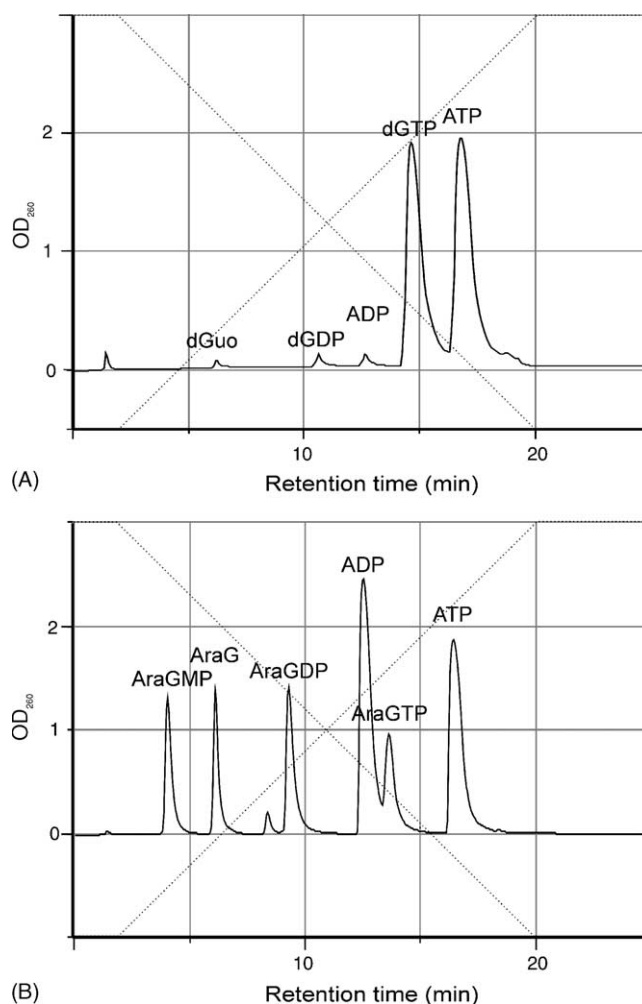 ATP
dGTP
2
OD260
1
ADP
dGuo
dGDP
0
10
20
(A)
Retention time (min)
ADP
2
ATP
AraG
AraGMP
AraGDP
OD260
AraGTP
1
0
10
20
Retention time (min)
(B)